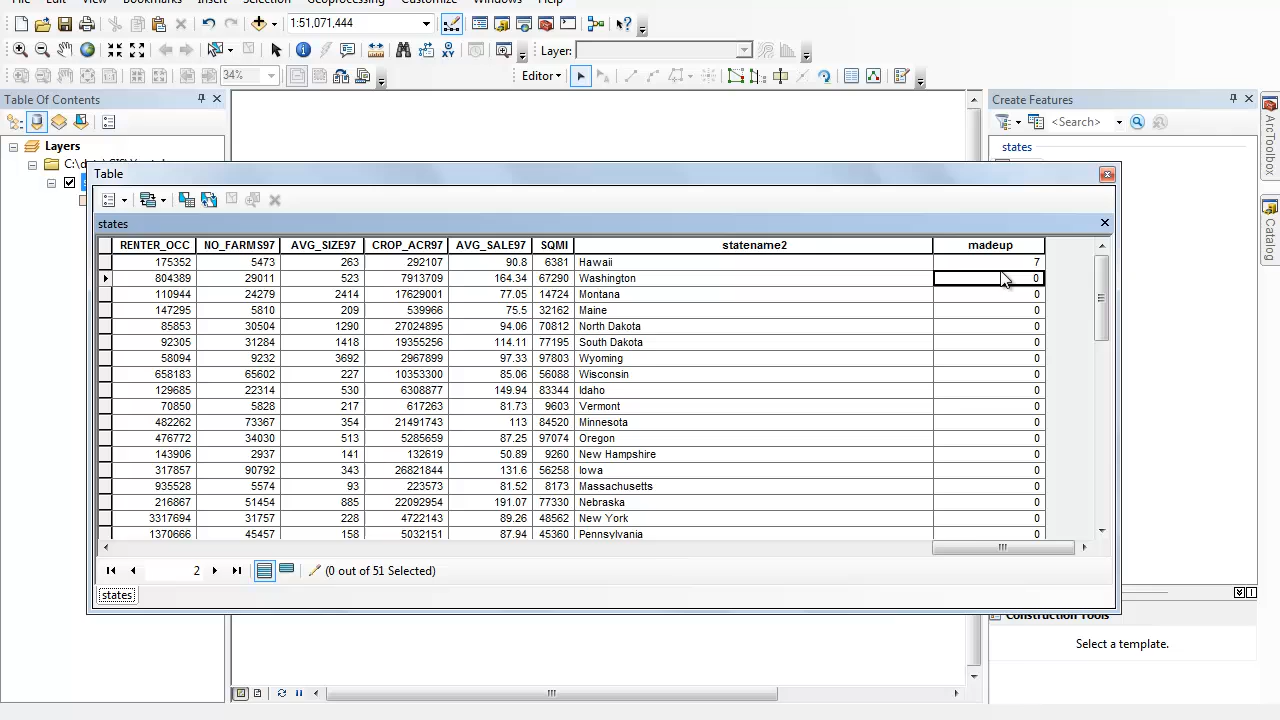 File Edit View Bookmarks Insert Selection Geoprocessing Customize Windows Help
1:51,071,444
Layer:
34%
Editor
Table Of Contents
Create Features
<Search>
states
Layers
Table
states
RENTER_OCC NO_FARMS97 AVG_SIZE97 CROP_ACR97 AVG_SALE97 SQMI statename2 madeup
175352 5473 263 292107 90.8 6381 Hawaii 7
804389 29011 523 7913709 164.34 67290 Washington 0
110944 24279 2414 17629001 77.05 14724 Montana 0
147295 5810 209 539966 75.5 32162 Maine 0
85853 30504 1290 27024895 94.06 70812 North Dakota 0
92305 31284 1418 19355256 114.11 77195 South Dakota 0
58094 9232 3692 2967899 97.33 97803 Wyoming 0
658183 65602 227 10353300 85.06 56088 Wisconsin 0
129685 22314 530 6308877 149.94 83344 Idaho 0
70850 5828 217 617263 81.73 9603 Vermont 0
482262 73367 354 21491743 113 84520 Minnesota 0
476772 34030 513 5285659 87.25 97074 Oregon 0
143906 2937 141 132619 50.89 9260 New Hampshire 0
317857 90792 343 26821844 131.6 56258 Iowa 0
935528 5574 93 223573 81.52 8173 Massachusetts 0
216867 51454 885 22092954 191.07 77330 Nebraska 0
3317694 31757 228 4722143 89.26 48562 New York 0
1370666 45457 158 5032151 87.94 45360 Pennsylvania 0
2 (0 out of 51 Selected)
states
Construction Tools
Select a template.
ArcToolbox
Catalog